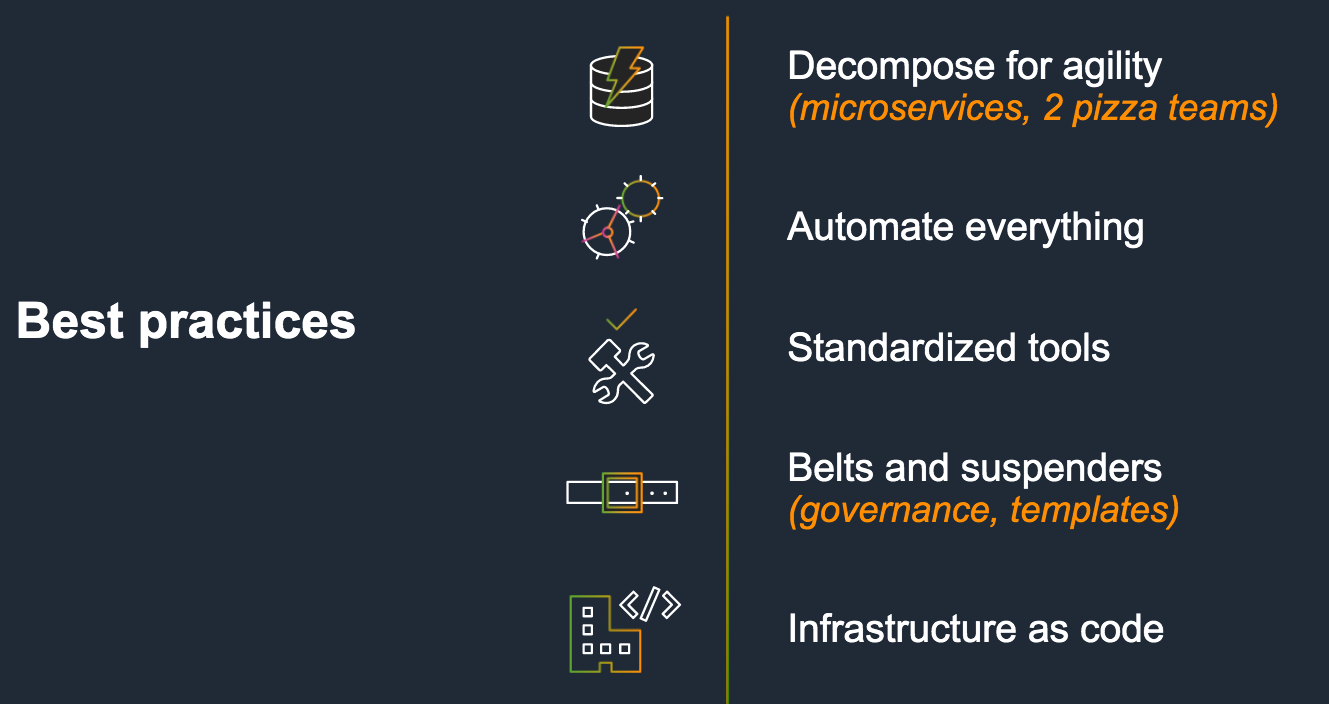 Best practices
Decompose for agility
(microservices, 2 pizza teams)
Automate everything
Standardized tools
Belts and suspenders
(governance, templates)
Infrastructure as code